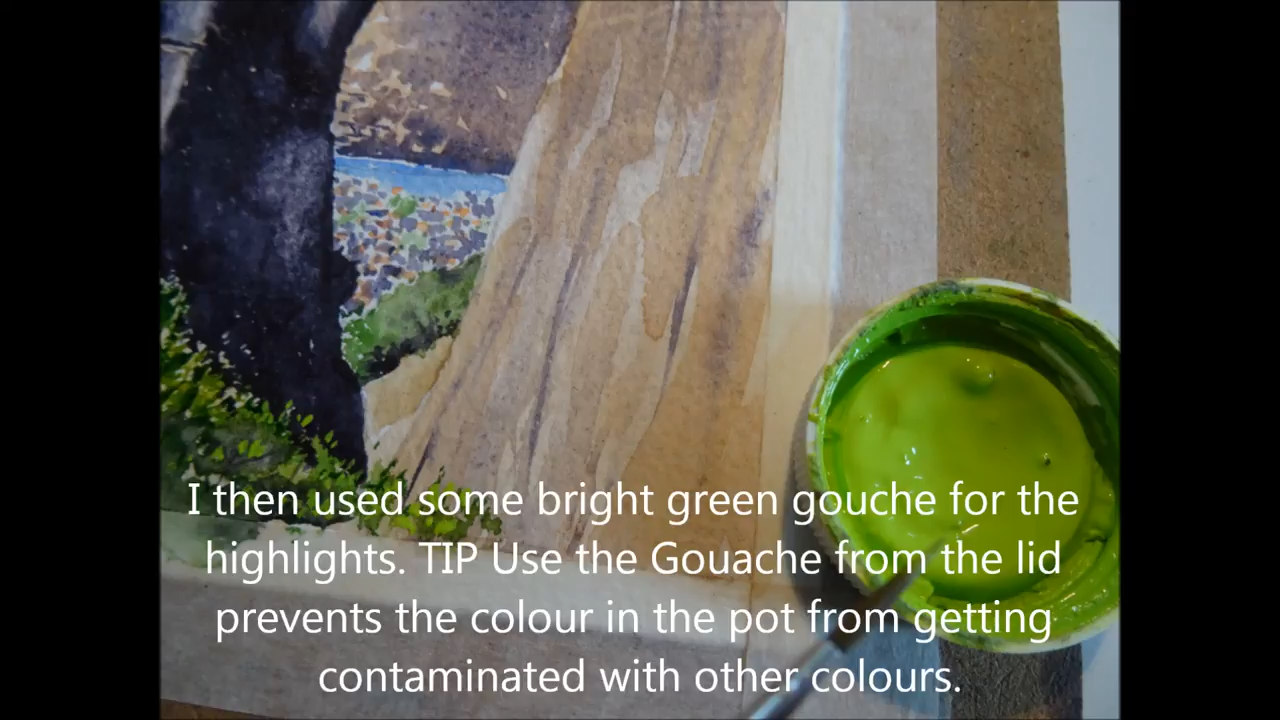 I then used some bright green gouche for the
highlights. TIP Use the Gouache from the lid
prevents the colour in the pot from getting
contaminated with other colours.